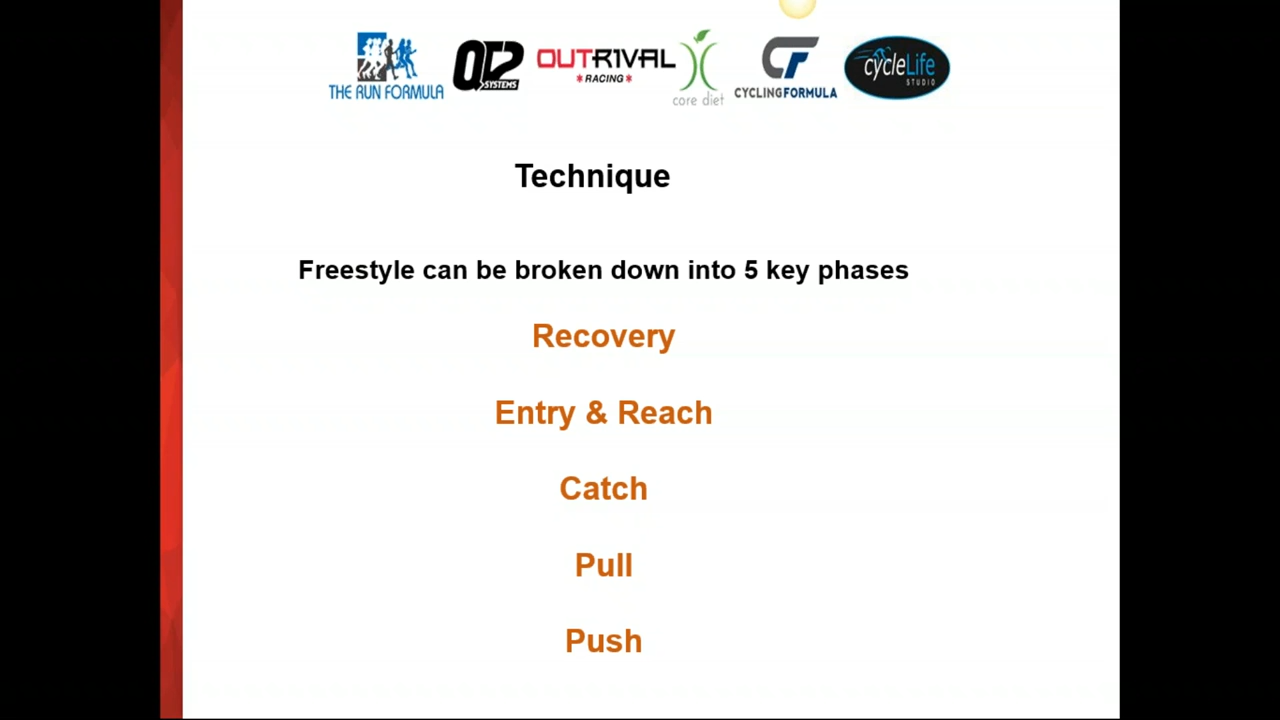 THE RUN FORMULA
QT2 SYSTEMS
OUTRIVAL
RACING
core diet
CF
CYCLINGFORMULA
cycleLife
STUDIO
Technique
Freestyle can be broken down into 5 key phases
Recovery
Entry & Reach
Catch
Pull
Push